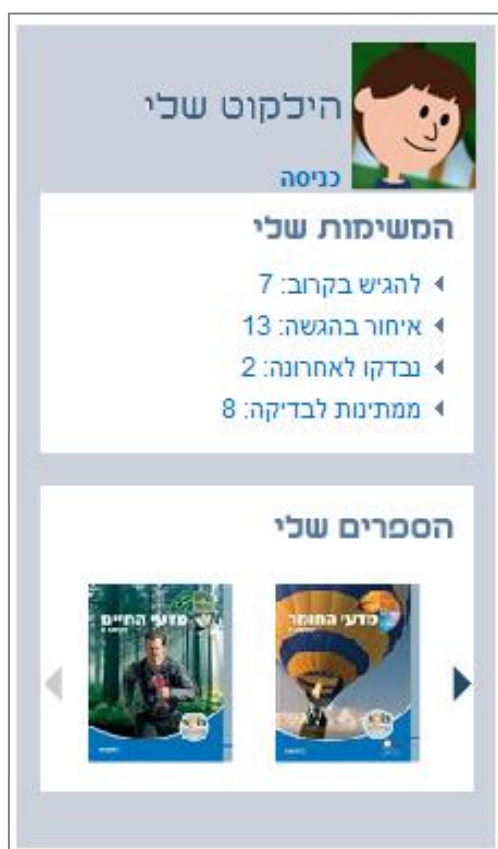 הילקוט שלי
כניסה
המשימות שלי
להגיש בקרוב: 7
איחור בהגשה: 13
נבדקו לאחרונה: 2
ממתינות לבדיקה: 8
הספרים שלי
מדעי החומר
מדעי החיים